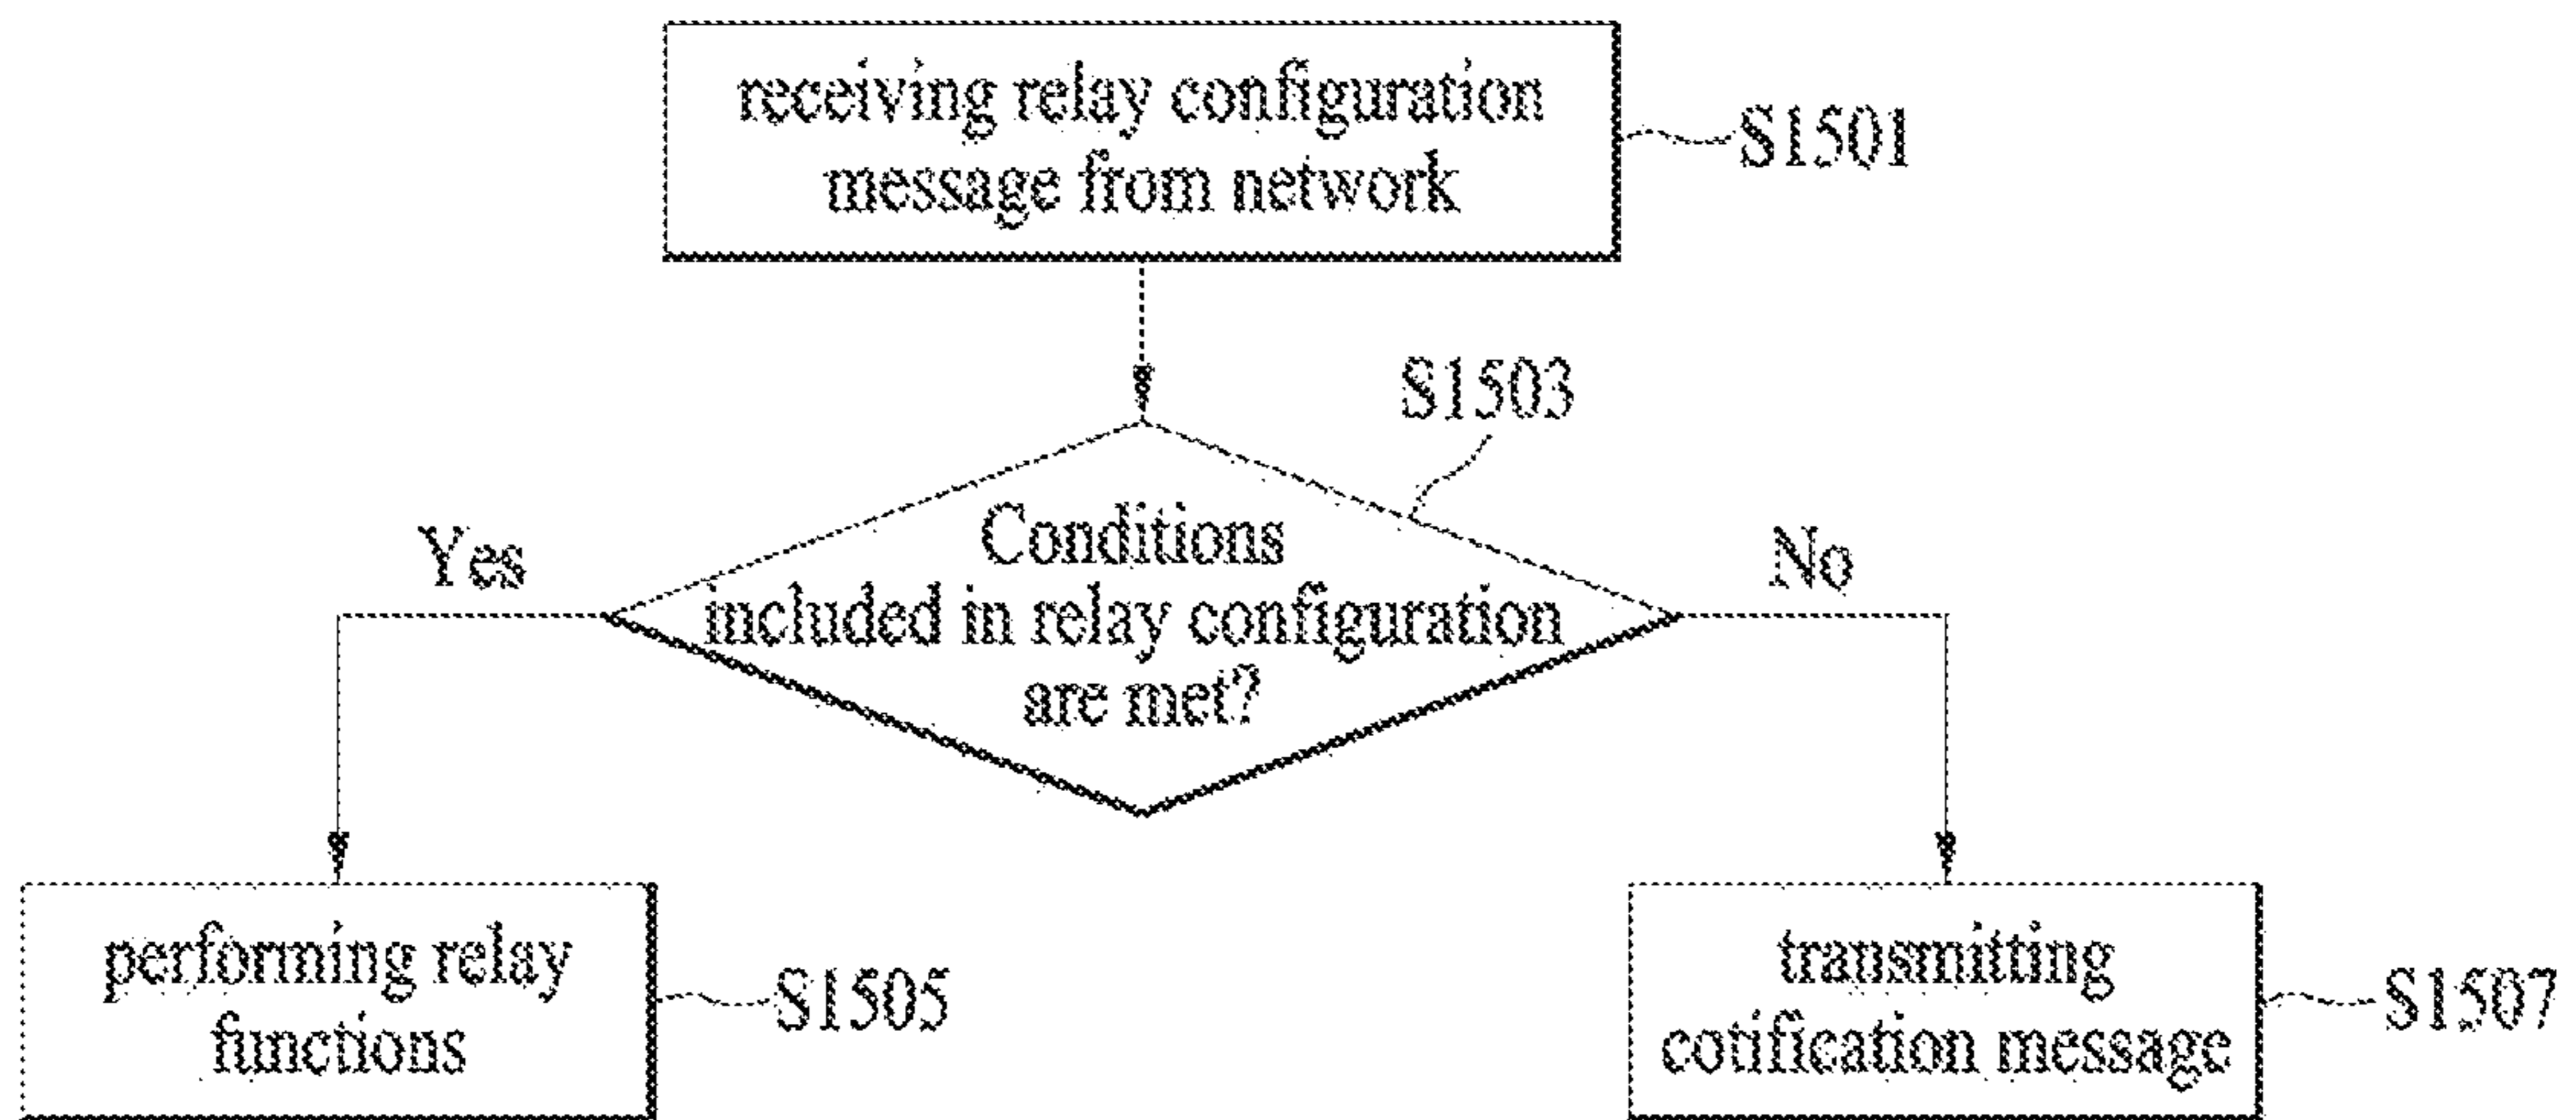 receiving relay configuration
message from network
S1501
S1503
Conditions
included in relay configuration
are met?
Yes
No
performing relay
functions
S1505
transmitting
cotification message
S1507